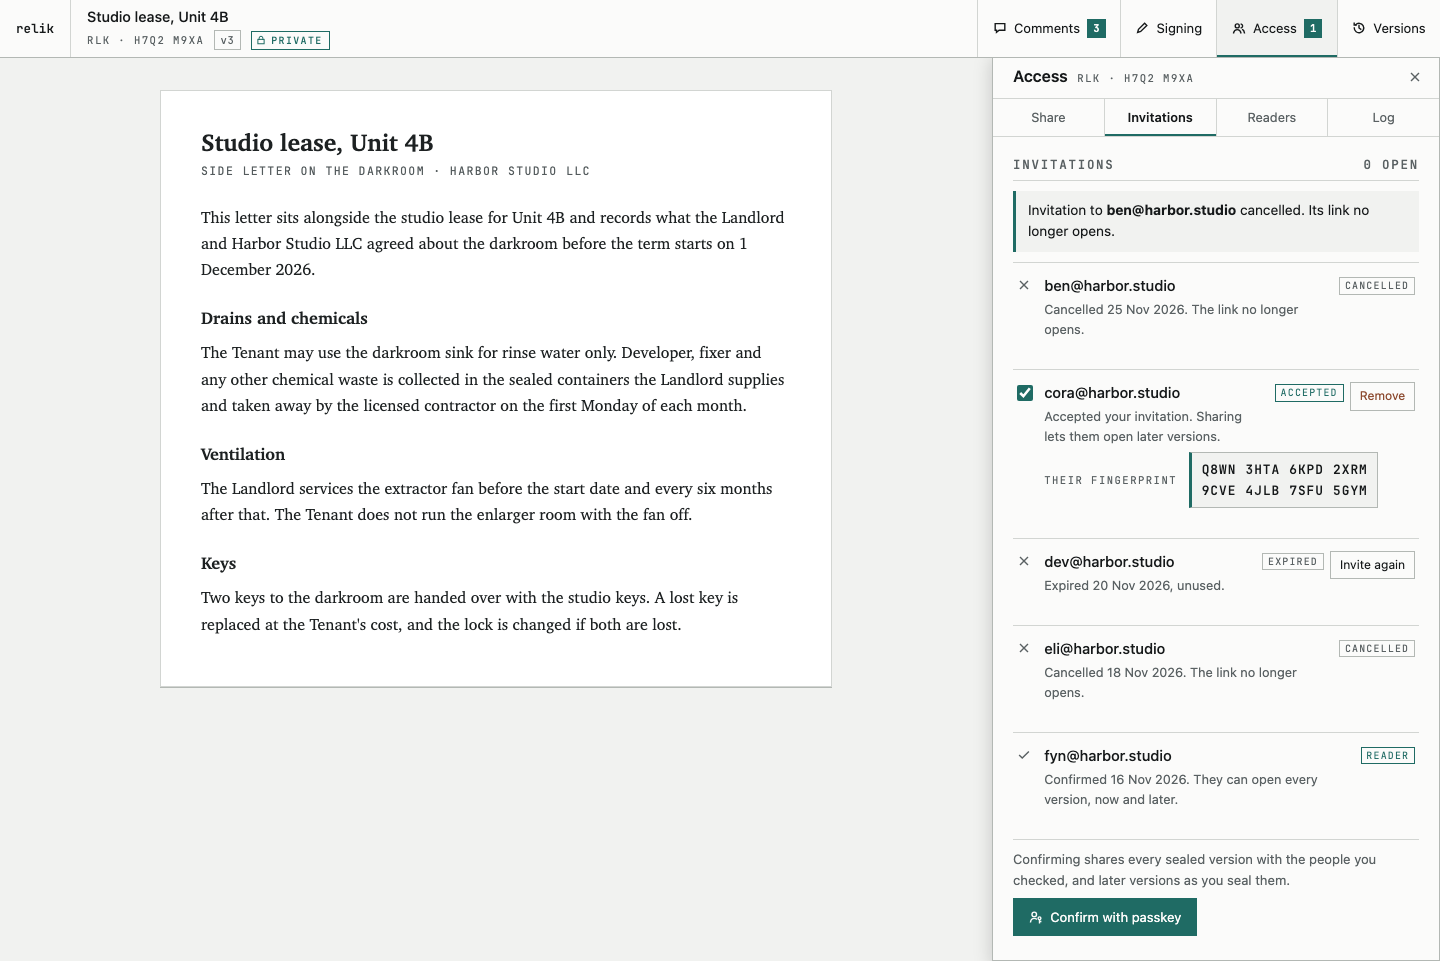 relik
Studio lease, Unit 4B
RLK · H7Q2 M9XA v3 PRIVATE
Comments 3
Signing
Access 1
Versions
Studio lease, Unit 4B
SIDE LETTER ON THE DARKROOM · HARBOR STUDIO LLC
This letter sits alongside the studio lease for Unit 4B and records what the Landlord
and Harbor Studio LLC agreed about the darkroom before the term starts on 1
December 2026.
Drains and chemicals
The Tenant may use the darkroom sink for rinse water only. Developer, fixer and
any other chemical waste is collected in the sealed containers the Landlord supplies
and taken away by the licensed contractor on the first Monday of each month.
Ventilation
The Landlord services the extractor fan before the start date and every six months
after that. The Tenant does not run the enlarger room with the fan off.
Keys
Two keys to the darkroom are handed over with the studio keys. A lost key is
replaced at the Tenant's cost, and the lock is changed if both are lost.
Access RLK · H7Q2 M9XA
Share
Invitations
Readers
Log
INVITATIONS 0 OPEN
Invitation to ben@harbor.studio cancelled. Its link no
longer opens.
ben@harbor.studio CANCELLED
Cancelled 25 Nov 2026. The link no longer
opens.
cora@harbor.studio ACCEPTED Remove
Accepted your invitation. Sharing
lets them open later versions.
THEIR FINGERPRINT
Q8WN 3HTA 6KPD 2XRM
9CVE 4JLB 7SFU 5GYM
dev@harbor.studio EXPIRED Invite again
Expired 20 Nov 2026, unused.
eli@harbor.studio CANCELLED
Cancelled 18 Nov 2026. The link no longer
opens.
fyn@harbor.studio READER
Confirmed 16 Nov 2026. They can open every
version, now and later.
Confirming shares every sealed version with the people you
checked, and later versions as you seal them.
Confirm with passkey